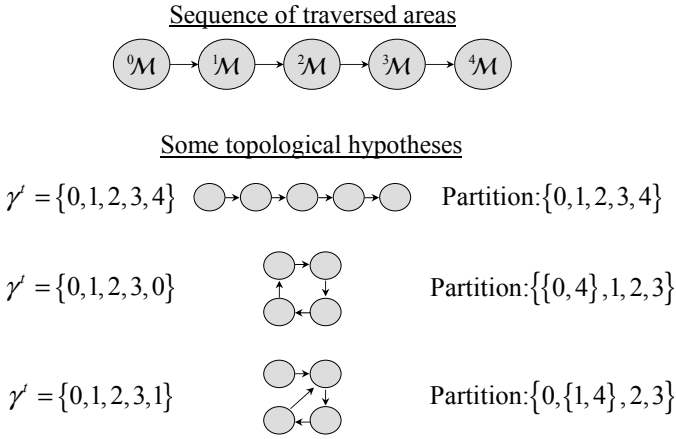 Sequence of traversed areas
⁰ℳ ¹ℳ ²ℳ ³ℳ ⁴ℳ
Some topological hypotheses
γᵗ = {0,1,2,3,4} Partition:{0,1,2,3,4}
γᵗ = {0,1,2,3,0} Partition:{{0,4},1,2,3}
γᵗ = {0,1,2,3,1} Partition:{0,{1,4},2,3}